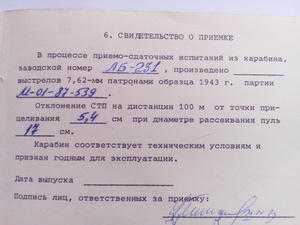 6. СВИДЕТЕЛЬСТВО О ПРИЕМКЕ
В процессе приемо-сдаточных испытаний из карабина,
заводской номер ЛБ-231, произведено
выстрелов 7,62-мм патронами образца 1943 г. партии
М-01-87-539.
Отклонение СТП на дистанции 100 м от точки при-
целивания 5,4 см при диаметре рассеивания пуль
17 см.
Карабин соответствует техническим условиям и
признан годным для эксплуатации.
Дата выпуска
Подпись лиц, ответственных за приемку: